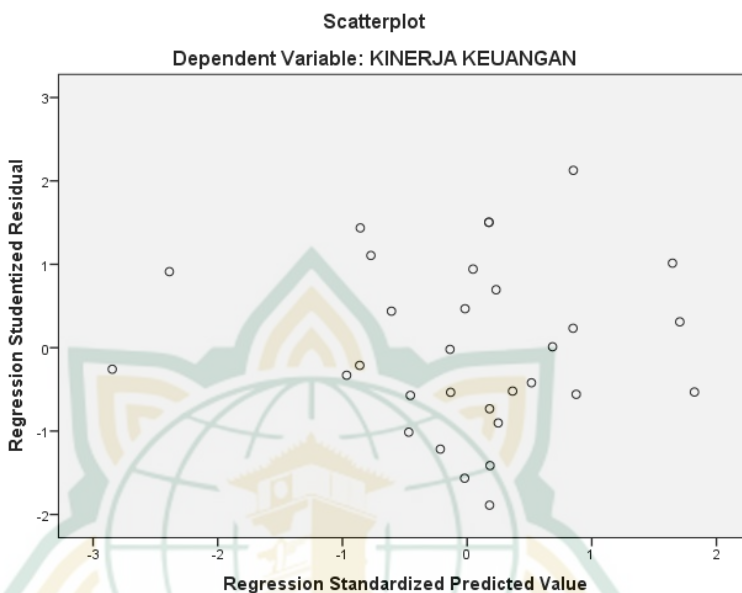 Scatterplot
Dependent Variable: KINERJA KEUANGAN
Regression Studentized Residual
3
2
1
0
-1
-2
-3 -2 -1 0 1 2
Regression Standardized Predicted Value